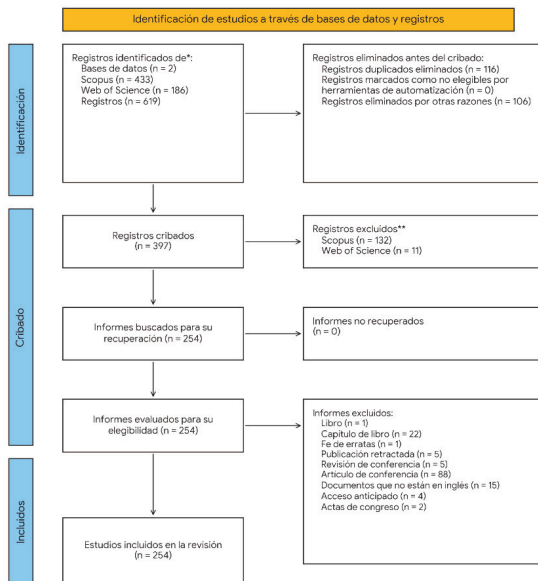 Identificación de estudios a través de bases de datos y registros
Identificación
Registros identificados de*:
Bases de datos (n = 2)
Scopus (n = 433)
Web of Science (n = 186)
Registros (n = 619)
Registros eliminados antes del cribado:
Registros duplicados eliminados (n = 116)
Registros marcados como no elegibles por
herramientas de automatización (n = 0)
Registros eliminados por otras razones (n = 106)
Cribado
Registros cribados
(n = 397)
Registros excluidos**
Scopus (n = 132)
Web of Science (n = 11)
Informes buscados para su
recuperación (n = 254)
Informes no recuperados
(n = 0)
Informes evaluados para su
elegibilidad (n = 254)
Informes excluidos:
Libro (n = 1)
Capítulo de libro (n = 22)
Fe de erratas (n = 1)
Publicación retractada (n = 5)
Revisión de conferencia (n = 5)
Artículo de conferencia (n = 88)
Documentos que no están en inglés (n = 15)
Acceso anticipado (n = 4)
Actas de congreso (n = 2)
Incluidos
Estudios incluidos en la revisión
(n = 254)